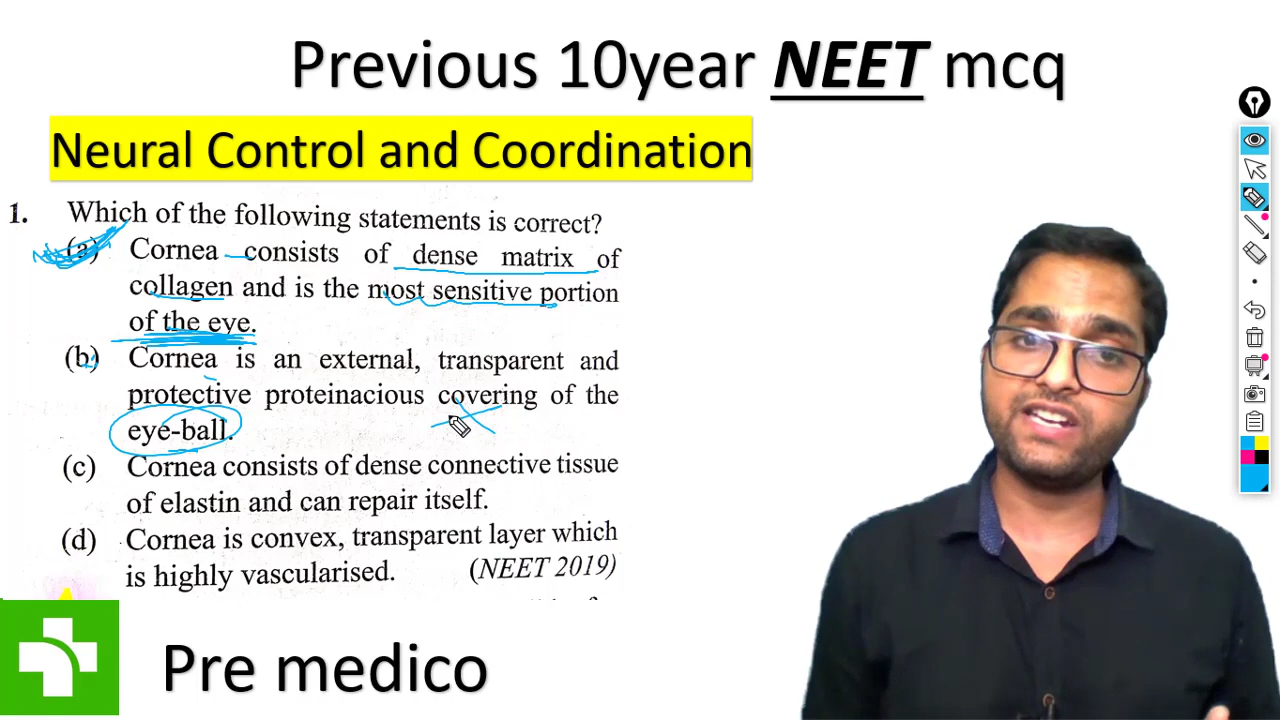 Previous 10year NEET mcq
Neural Control and Coordination
1. Which of the following statements is correct?
(a) Cornea consists of dense matrix of
collagen and is the most sensitive portion
of the eye.
(b) Cornea is an external, transparent and
protective proteinacious covering of the
eye-ball.
(c) Cornea consists of dense connective tissue
of elastin and can repair itself.
(d) Cornea is convex, transparent layer which
is highly vascularised. (NEET 2019)
Pre medico